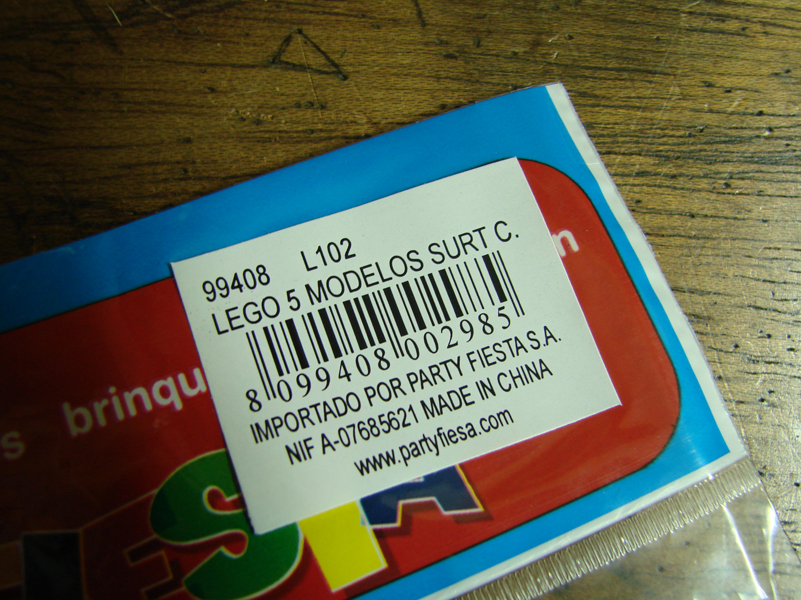 99408 L102
LEGO 5 MODELOS SURT C.
8 099408 002985
IMPORTADO POR PARTY FIESTA S.A.
NIF A-07685621 MADE IN CHINA
www.partyfiesa.com
s brinqu
n
IESTA